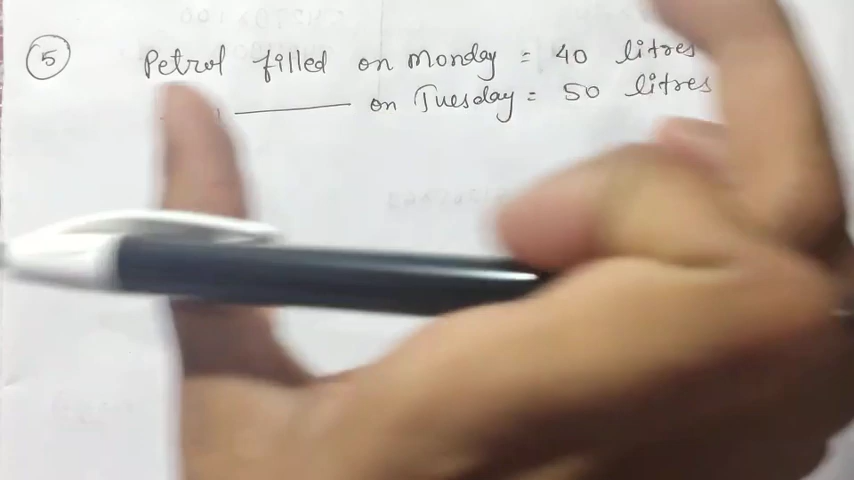 5 Petrol filled on Monday = 40 litres
on Tuesday = 50 litres